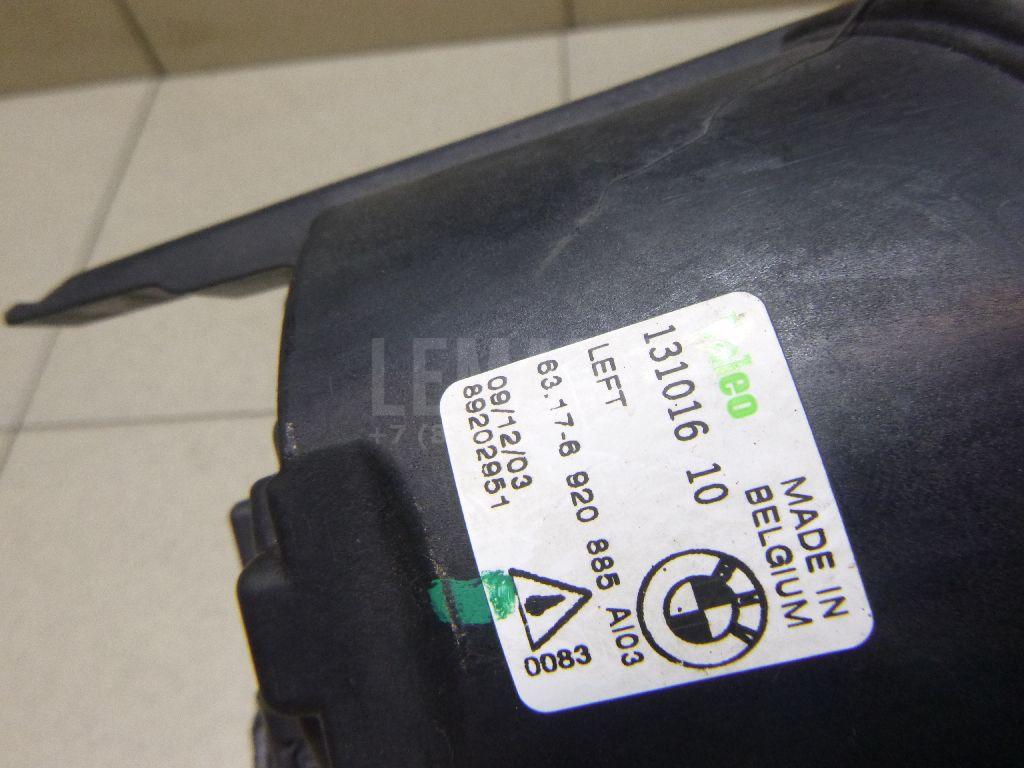 valeo
MADE IN
BELGIUM
131016 10
LEFT
63.17-6 920 885 AI03
09/12/03
89202951
0083